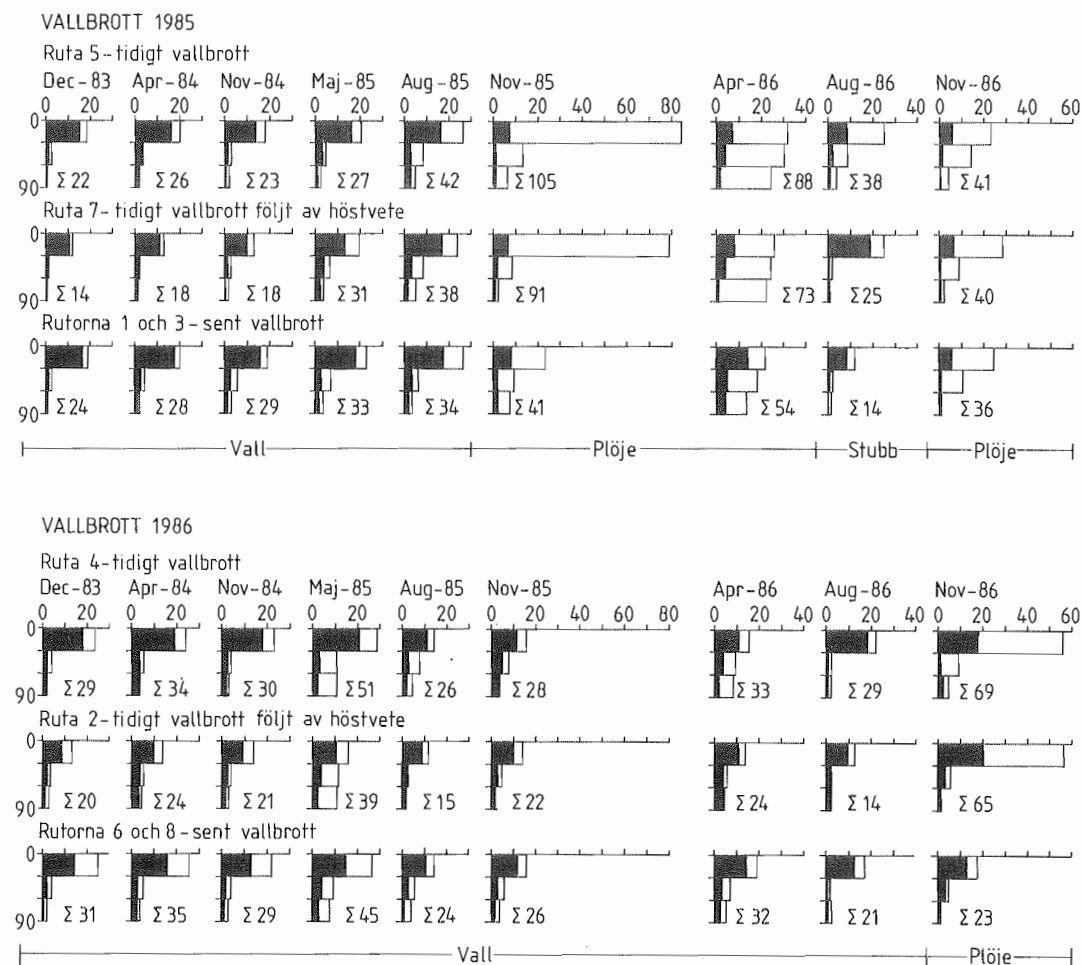 VALLBROTT 1985
Ruta 5-tidigt vallbrott
Dec-83 Apr-84 Nov-84 Maj-85 Aug-85 Nov-85 Apr-86 Aug-86 Nov-86
0 20 0 20 0 20 0 20 0 20 0 20 40 60 80 0 20 40 0 20 40 0 20 40 60
0
90 Σ 22 Σ 26 Σ 23 Σ 27 Σ 42 Σ 105 Σ 88 Σ 38 Σ 41
Ruta 7-tidigt vallbrott följt av höstvete
0
90 Σ 14 Σ 18 Σ 18 Σ 31 Σ 38 Σ 91 Σ 73 Σ 25 Σ 40
Rutorna 1 och 3-sent vallbrott
0
90 Σ 24 Σ 28 Σ 29 Σ 33 Σ 34 Σ 41 Σ 54 Σ 14 Σ 36
Vall Plöje Stubb Plöje
VALLBROTT 1986
Ruta 4-tidigt vallbrott
Dec-83 Apr-84 Nov-84 Maj-85 Aug-85 Nov-85 Apr-86 Aug-86 Nov-86
0 20 0 20 0 20 0 20 0 20 0 20 40 60 80 0 20 40 0 20 40 0 20 40 60
0
90 Σ 29 Σ 34 Σ 30 Σ 51 Σ 26 Σ 28 Σ 33 Σ 29 Σ 69
Ruta 2-tidigt vallbrott följt av höstvete
0
90 Σ 20 Σ 24 Σ 21 Σ 39 Σ 15 Σ 22 Σ 24 Σ 14 Σ 65
Rutorna 6 och 8-sent vallbrott
0
90 Σ 31 Σ 35 Σ 29 Σ 45 Σ 24 Σ 26 Σ 32 Σ 21 Σ 23
Vall Plöje